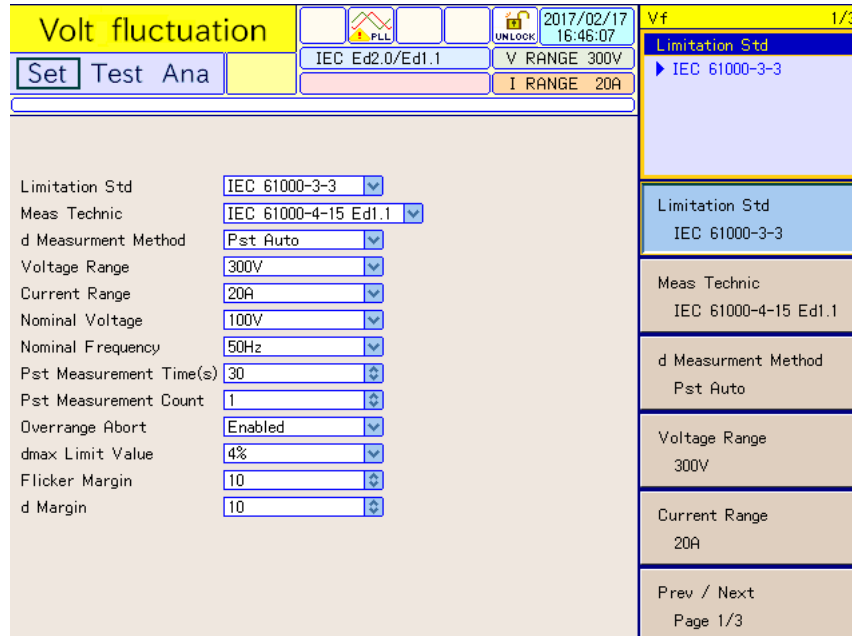 Volt fluctuation
PLL
UNLOCK
2017/02/17
16:46:07
Set Test Ana
IEC Ed2.0/Ed1.1
V RANGE 300V
I RANGE 20A
Limitation Std IEC 61000-3-3
Meas Technic IEC 61000-4-15 Ed1.1
d Measurment Method Pst Auto
Voltage Range 300V
Current Range 20A
Nominal Voltage 100V
Nominal Frequency 50Hz
Pst Measurement Time(s) 30
Pst Measurement Count 1
Overrange Abort Enabled
dmax Limit Value 4%
Flicker Margin 10
d Margin 10
Vf 1/3
Limitation Std
IEC 61000-3-3
Limitation Std
IEC 61000-3-3
Meas Technic
IEC 61000-4-15 Ed1.1
d Measurment Method
Pst Auto
Voltage Range
300V
Current Range
20A
Prev / Next
Page 1/3